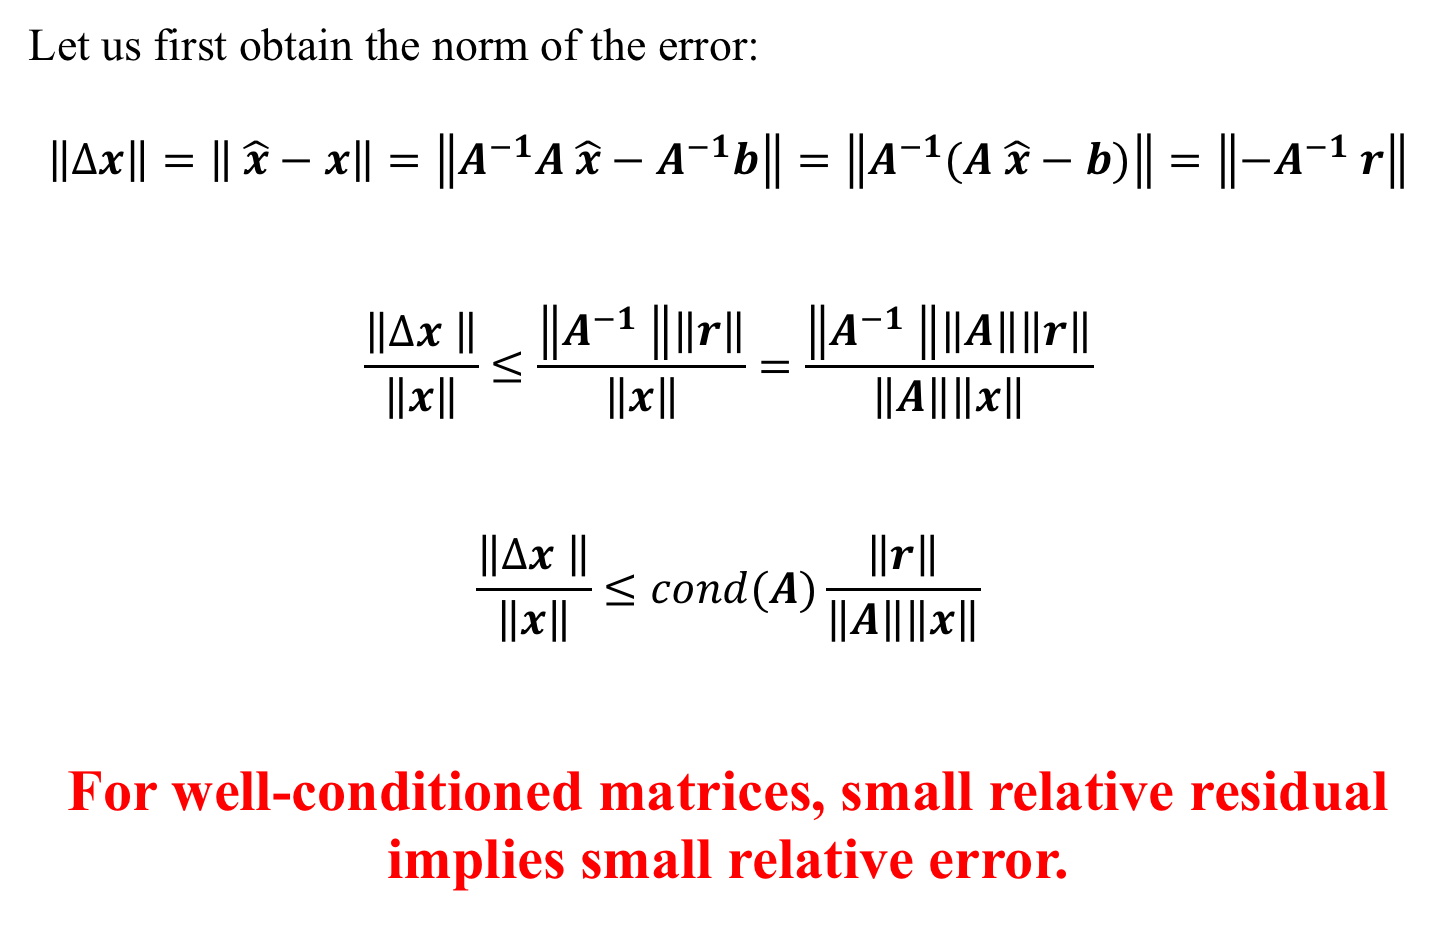 Let us first obtain the norm of the error:
‖Δ𝒙‖ = ‖ 𝒙̂ − 𝒙‖ = ‖𝑨⁻¹𝑨 𝒙̂ − 𝑨⁻¹𝒃‖ = ‖𝑨⁻¹(𝑨 𝒙̂ − 𝒃)‖ = ‖−𝑨⁻¹ 𝒓‖
‖Δ𝒙 ‖/‖𝒙‖ ≤ ‖𝑨⁻¹ ‖‖𝒓‖/‖𝒙‖ = ‖𝑨⁻¹ ‖‖𝑨‖‖𝒓‖/‖𝑨‖‖𝒙‖
‖Δ𝒙 ‖/‖𝒙‖ ≤ 𝑐𝑜𝑛𝑑(𝑨) ‖𝒓‖/‖𝑨‖‖𝒙‖
For well-conditioned matrices, small relative residual
implies small relative error.